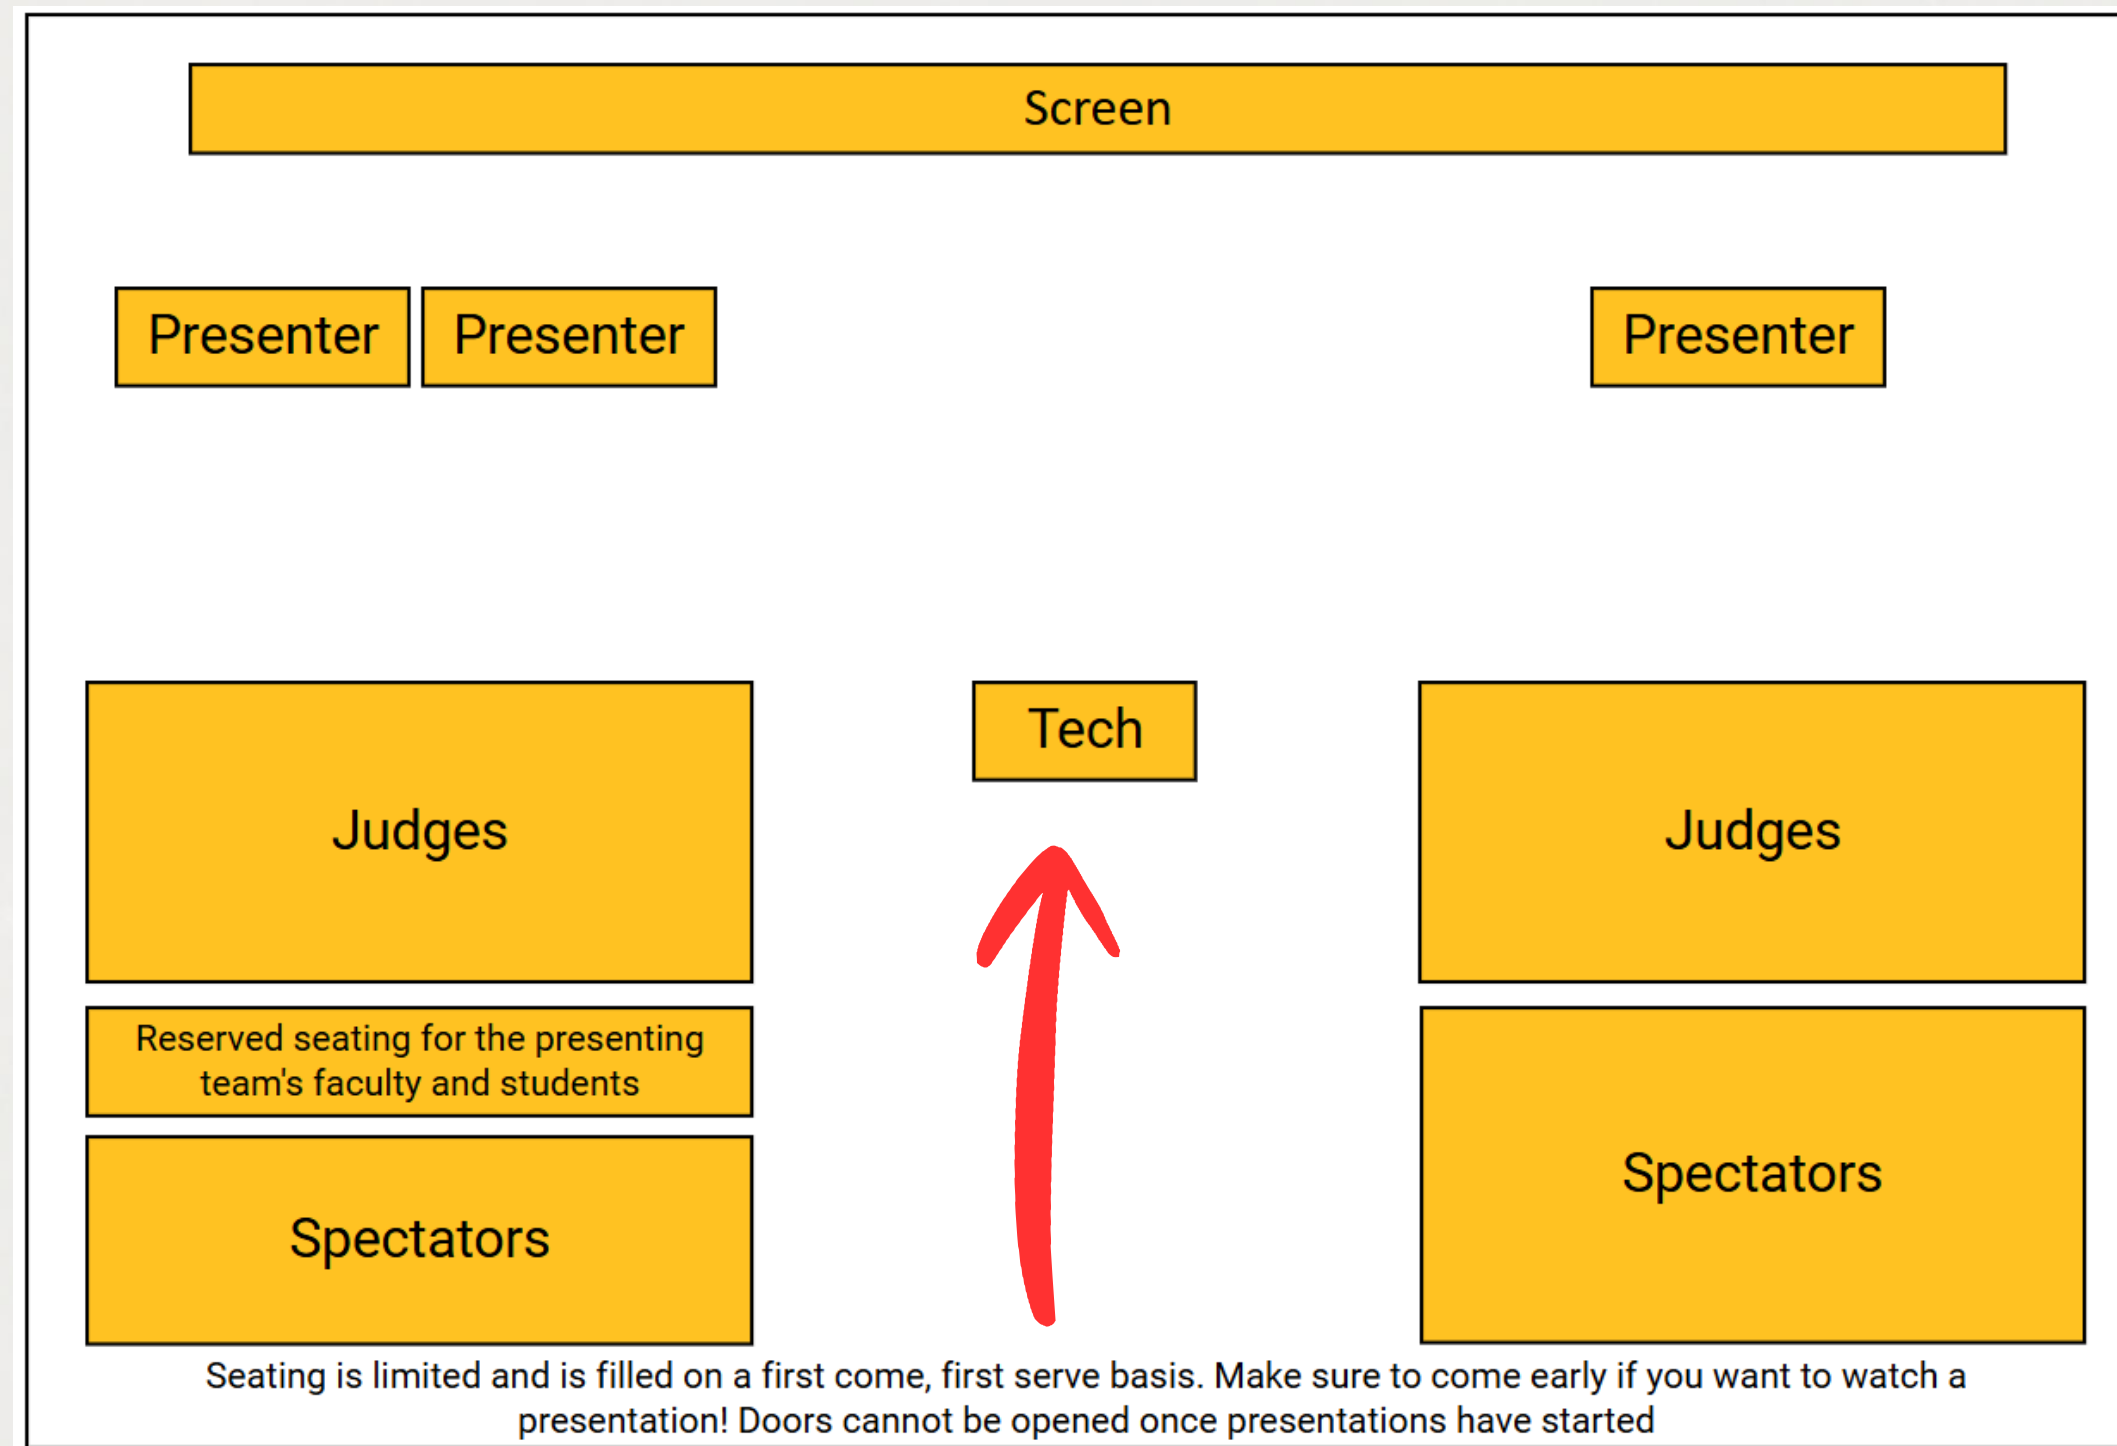 Screen
Presenter
Presenter
Presenter
Judges
Tech
Judges
Reserved seating for the presenting
team's faculty and students
Spectators
Spectators
Seating is limited and is filled on a first come, first serve basis. Make sure to come early if you want to watch a
presentation! Doors cannot be opened once presentations have started